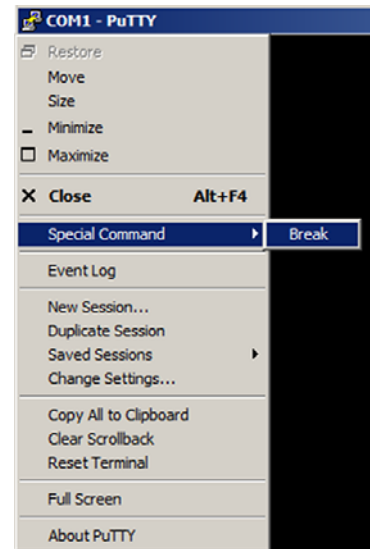 COM1 - PuTTY
Restore
Move
Size
Minimize
Maximize
Close Alt+F4
Special Command Break
Event Log
New Session...
Duplicate Session
Saved Sessions
Change Settings...
Copy All to Clipboard
Clear Scrollback
Reset Terminal
Full Screen
About PuTTY